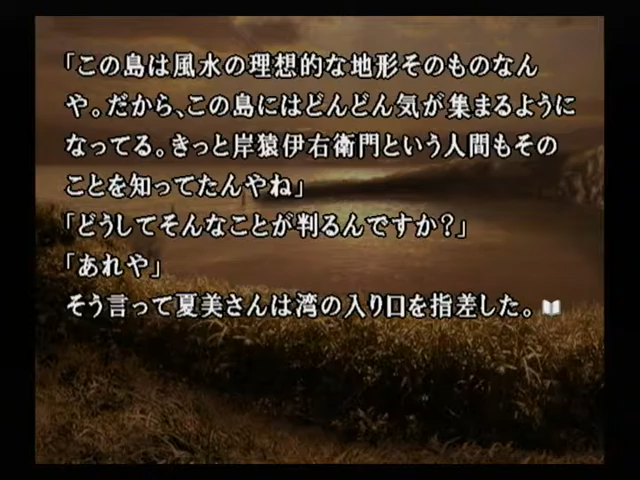 「この島は風水の理想的な地形そのものなん
や。だから、この島にはどんどん気が集まるように
なってる。きっと岸猿伊右衛門という人間もその
ことを知ってたんやね」
「どうしてそんなことが判るんですか?」
「あれや」
そう言って夏美さんは湾の入り口を指差した。